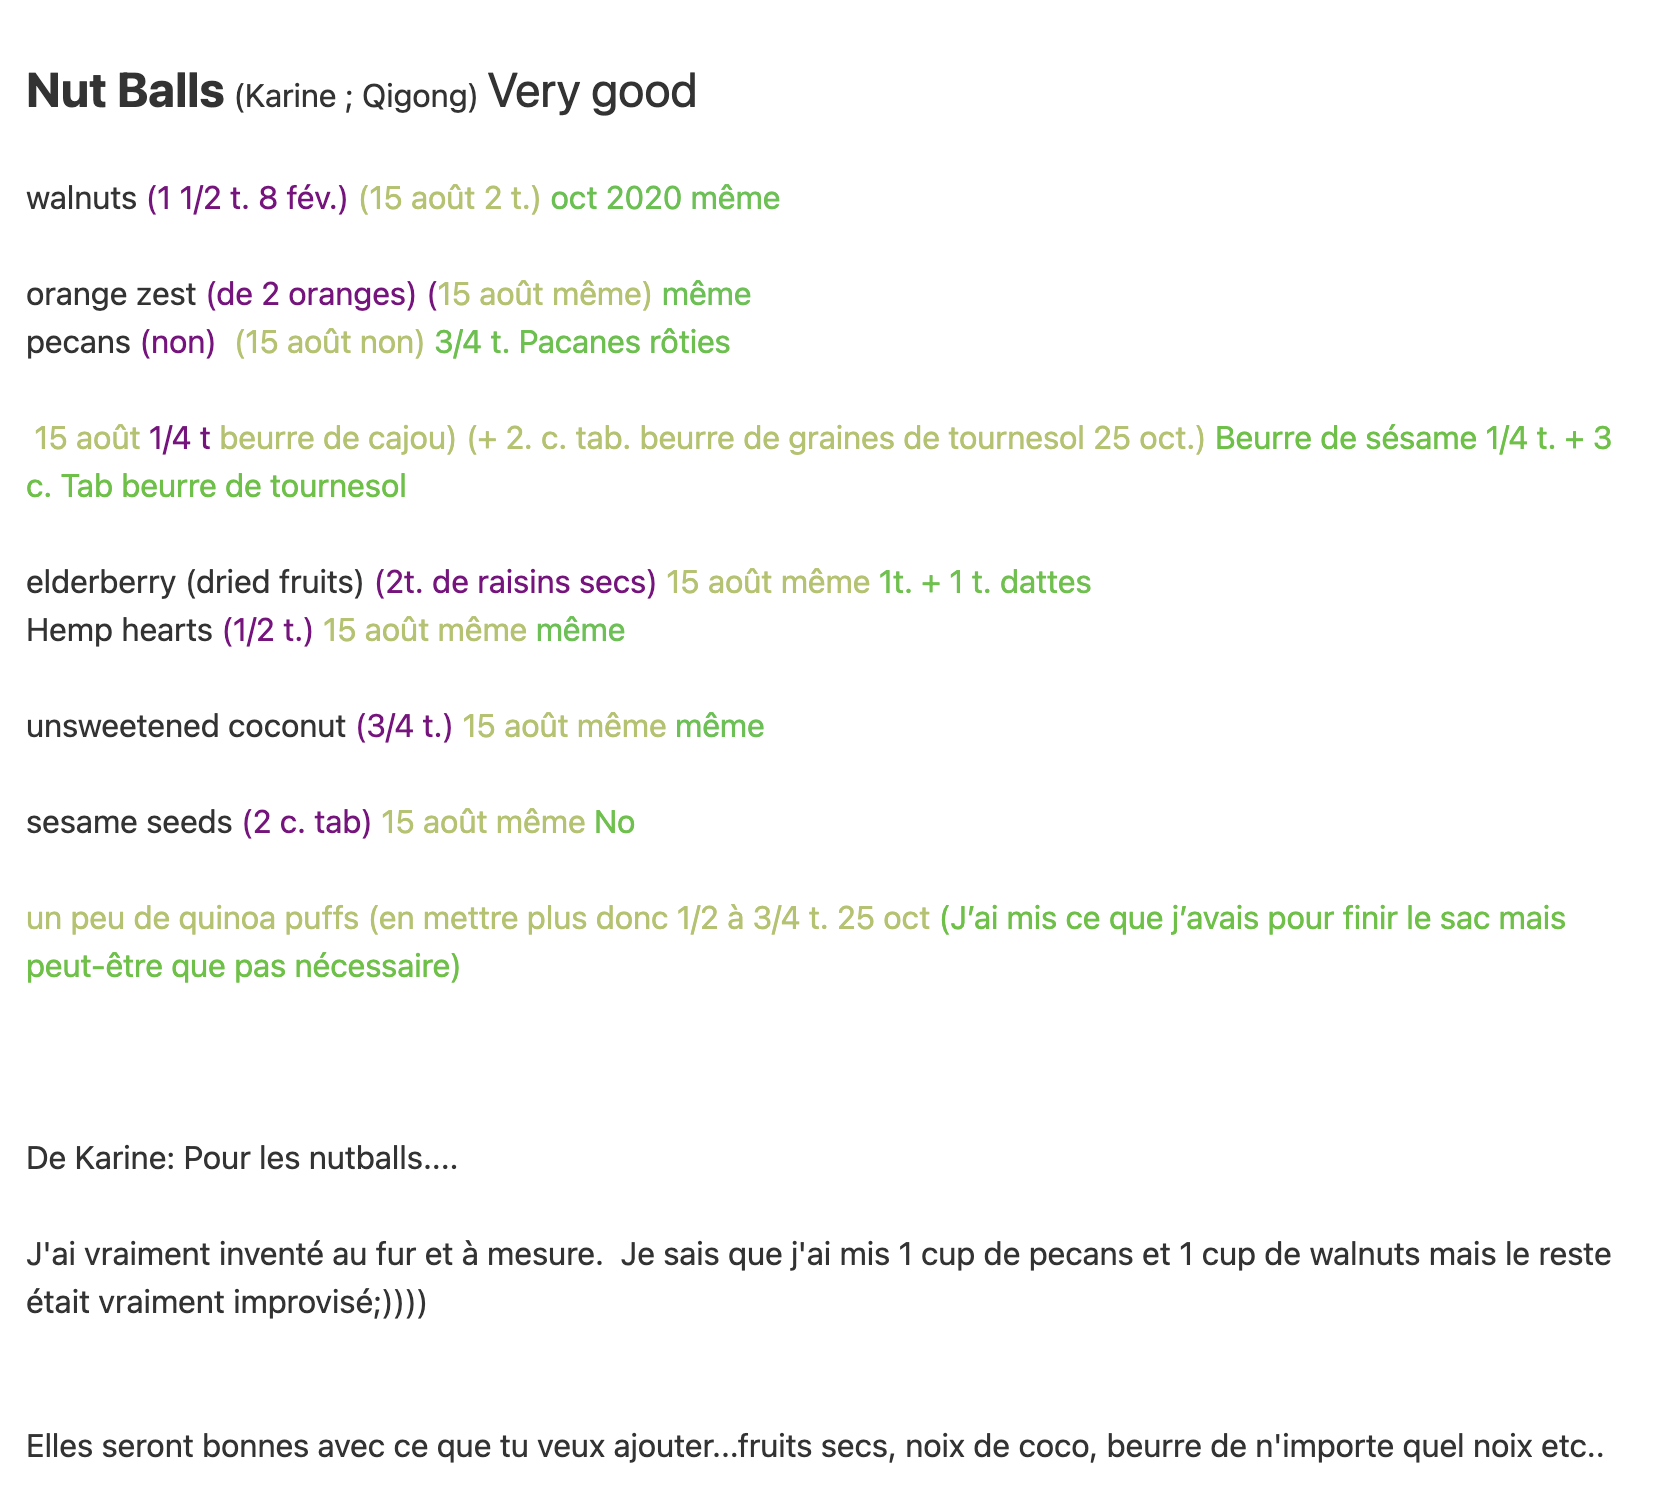 Nut Balls (Karine ; Qigong) Very good
walnuts (1 1/2 t. 8 fév.) (15 août 2 t.) oct 2020 même
orange zest (de 2 oranges) (15 août même) même
pecans (non)  (15 août non) 3/4 t. Pacanes rôties
15 août 1/4 t beurre de cajou) (+ 2. c. tab. beurre de graines de tournesol 25 oct.) Beurre de sésame 1/4 t. + 3
c. Tab beurre de tournesol
elderberry (dried fruits) (2t. de raisins secs) 15 août même 1t. + 1 t. dattes
Hemp hearts (1/2 t.) 15 août même même
unsweetened coconut (3/4 t.) 15 août même même
sesame seeds (2 c. tab) 15 août même No
un peu de quinoa puffs (en mettre plus donc 1/2 à 3/4 t. 25 oct (J’ai mis ce que j’avais pour finir le sac mais
peut-être que pas nécessaire)
De Karine: Pour les nutballs....
J'ai vraiment inventé au fur et à mesure.  Je sais que j'ai mis 1 cup de pecans et 1 cup de walnuts mais le reste
était vraiment improvisé;))))
Elles seront bonnes avec ce que tu veux ajouter...fruits secs, noix de coco, beurre de n'importe quel noix etc..